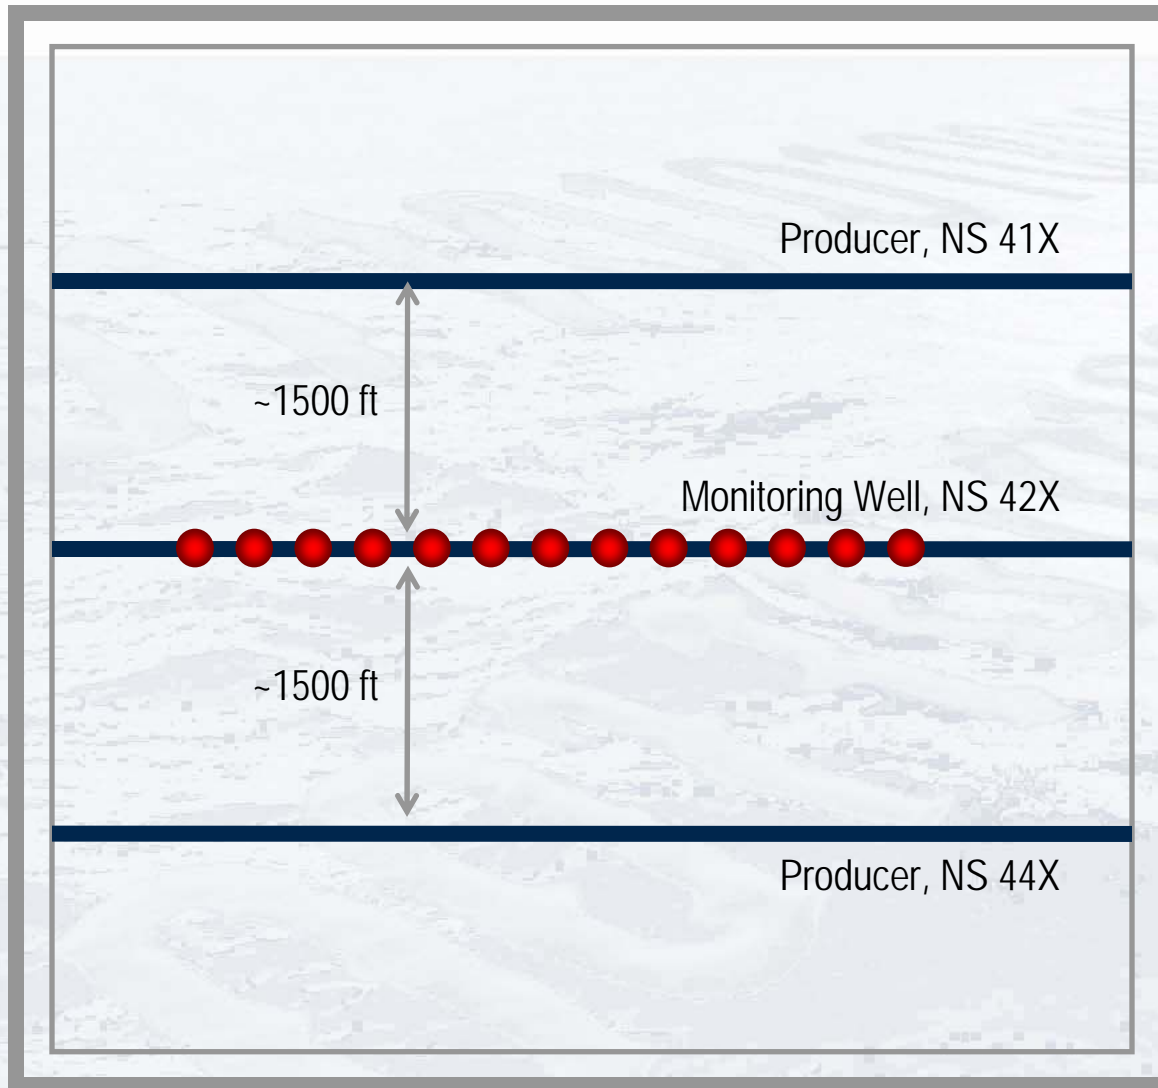 Producer, NS 41X
~1500 ft
Monitoring Well, NS 42X
~1500 ft
Producer, NS 44X